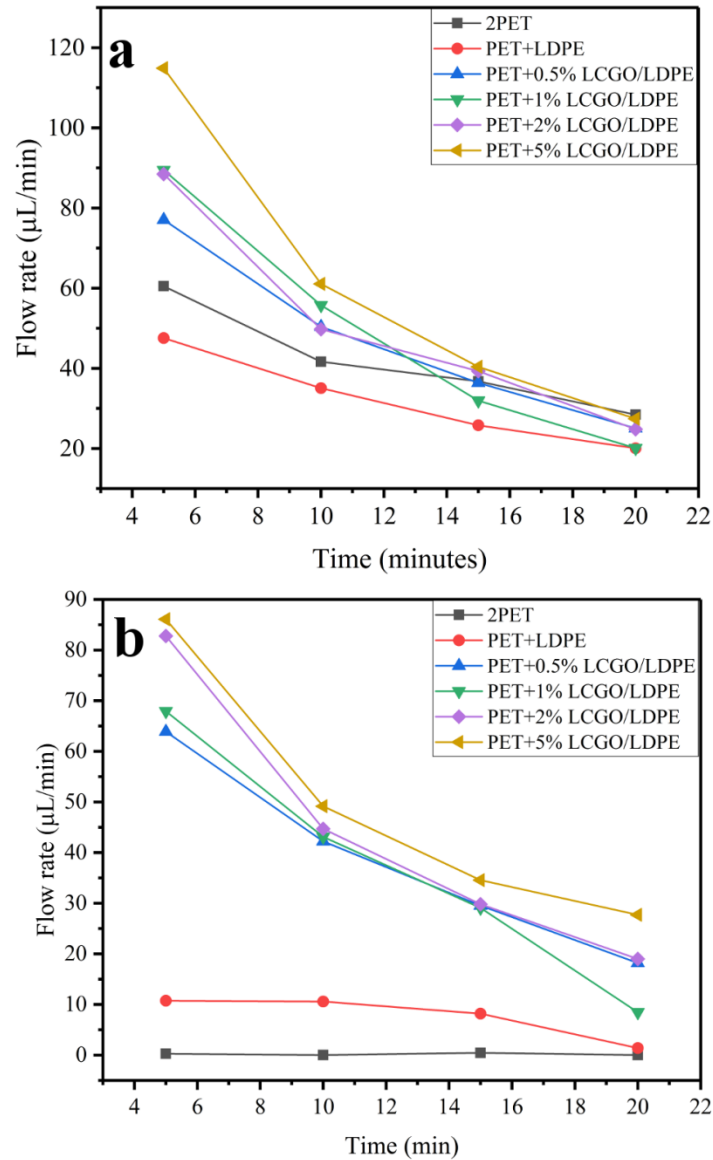 a
2PET
PET+LDPE
PET+0.5% LCGO/LDPE
PET+1% LCGO/LDPE
PET+2% LCGO/LDPE
PET+5% LCGO/LDPE
Flow rate (μL/min)
120
100
80
60
40
20
4 6 8 10 12 14 16 18 20 22
Time (minutes)
b
2PET
PET+LDPE
PET+0.5% LCGO/LDPE
PET+1% LCGO/LDPE
PET+2% LCGO/LDPE
PET+5% LCGO/LDPE
Flow rate (μL/min)
90
80
70
60
50
40
30
20
10
0
4 6 8 10 12 14 16 18 20 22
Time (min)